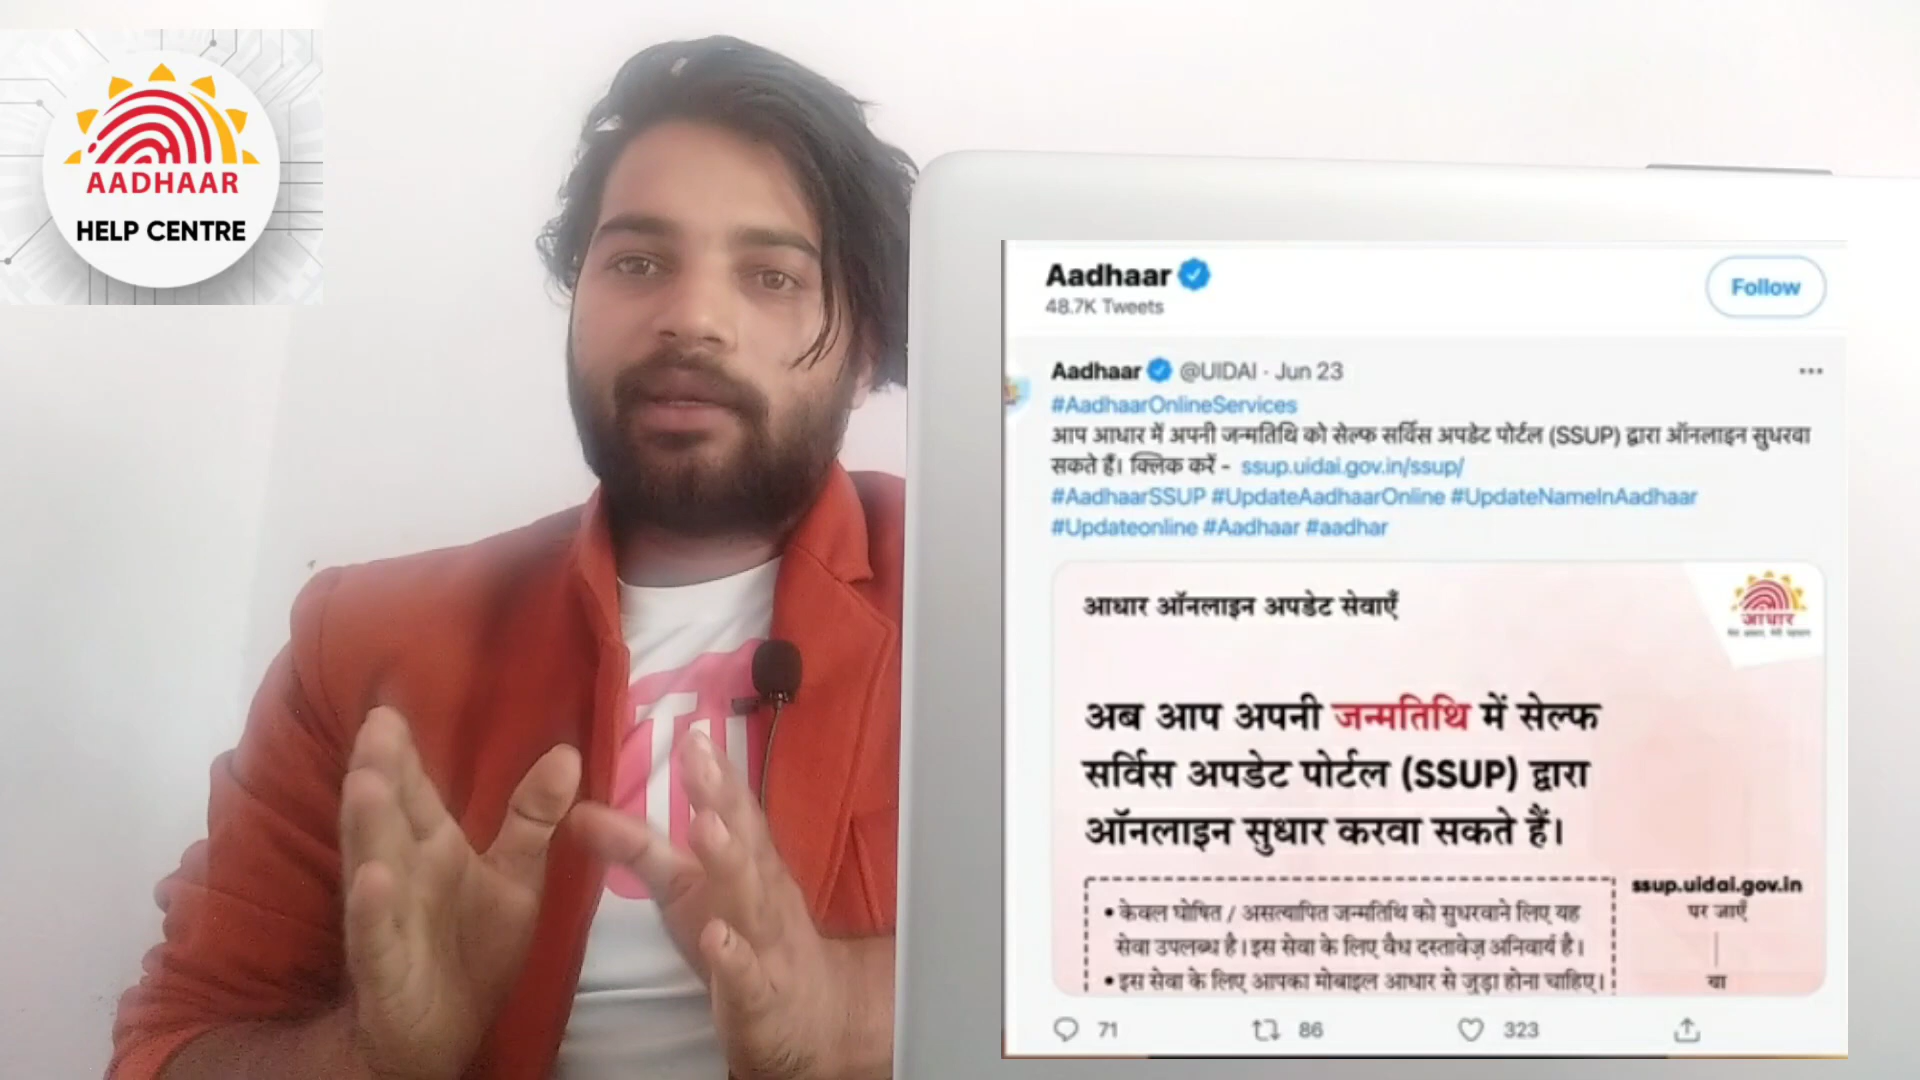 AADHAAR
HELP CENTRE
Aadhaar
48.7K Tweets
Follow
Aadhaar @UIDAI · Jun 23
#AadhaarOnlineServices
आप आधार में अपनी जन्मतिथि को सेल्फ सर्विस अपडेट पोर्टल (SSUP) द्वारा ऑनलाइन सुधरवा
सकते हैं। क्लिक करें - ssup.uidai.gov.in/ssup/
#AadhaarSSUP #UpdateAadhaarOnline #UpdateNameInAadhaar
#Updateonline #Aadhaar #aadhar
आधार ऑनलाइन अपडेट सेवाएँ
आधार
अब आप अपनी जन्मतिथि में सेल्फ
सर्विस अपडेट पोर्टल (SSUP) द्वारा
ऑनलाइन सुधार करवा सकते हैं।
• केवल घोषित / असत्यापित जन्मतिथि को सुधरवाने लिए यह
सेवा उपलब्ध है। इस सेवा के लिए वैध दस्तावेज़ अनिवार्य है।
• इस सेवा के लिए आपका मोबाइल आधार से जुड़ा होना चाहिए।
ssup.uidai.gov.in
पर जाएँ
या
71
86
323